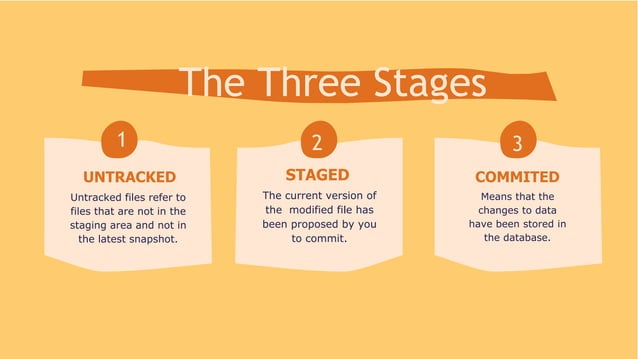 The Three Stages
1
UNTRACKED
Untracked files refer to
files that are not in the
staging area and not in
the latest snapshot.
2
STAGED
The current version of
the modified file has
been proposed by you
to commit.
3
COMMITED
Means that the
changes to data
have been stored in
the database.